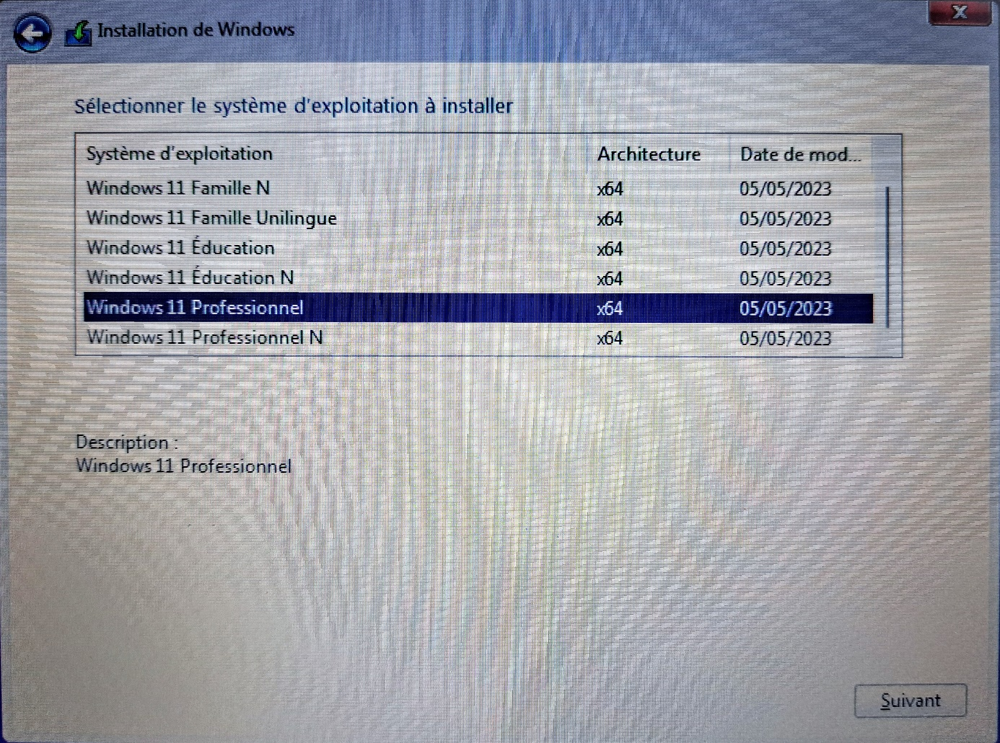 Installation de Windows
X
Sélectionner le système d'exploitation à installer
Système d'exploitation Architecture Date de mod...
Windows 11 Famille N x64 05/05/2023
Windows 11 Famille Unilingue x64 05/05/2023
Windows 11 Éducation x64 05/05/2023
Windows 11 Éducation N x64 05/05/2023
Windows 11 Professionnel x64 05/05/2023
Windows 11 Professionnel N x64 05/05/2023
Description :
Windows 11 Professionnel
Suivant